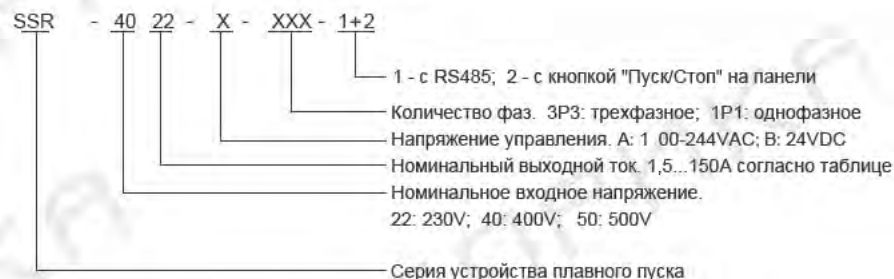 SSR - 40 22 - X - XXX - 1+2
1 - с RS485; 2 - с кнопкой "Пуск/Стоп" на панели
Количество фаз. 3P3: трехфазное; 1P1: однофазное
Напряжение управления. A: 1 00-244VAC; B: 24VDC
Номинальный выходной ток. 1,5...150A согласно таблице
Номинальное входное напряжение.
22: 230V; 40: 400V; 50: 500V
Серия устройства плавного пуска